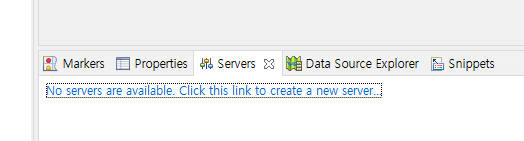 Markers Properties Servers Data Source Explorer Snippets
No servers are available. Click this link to create a new server...